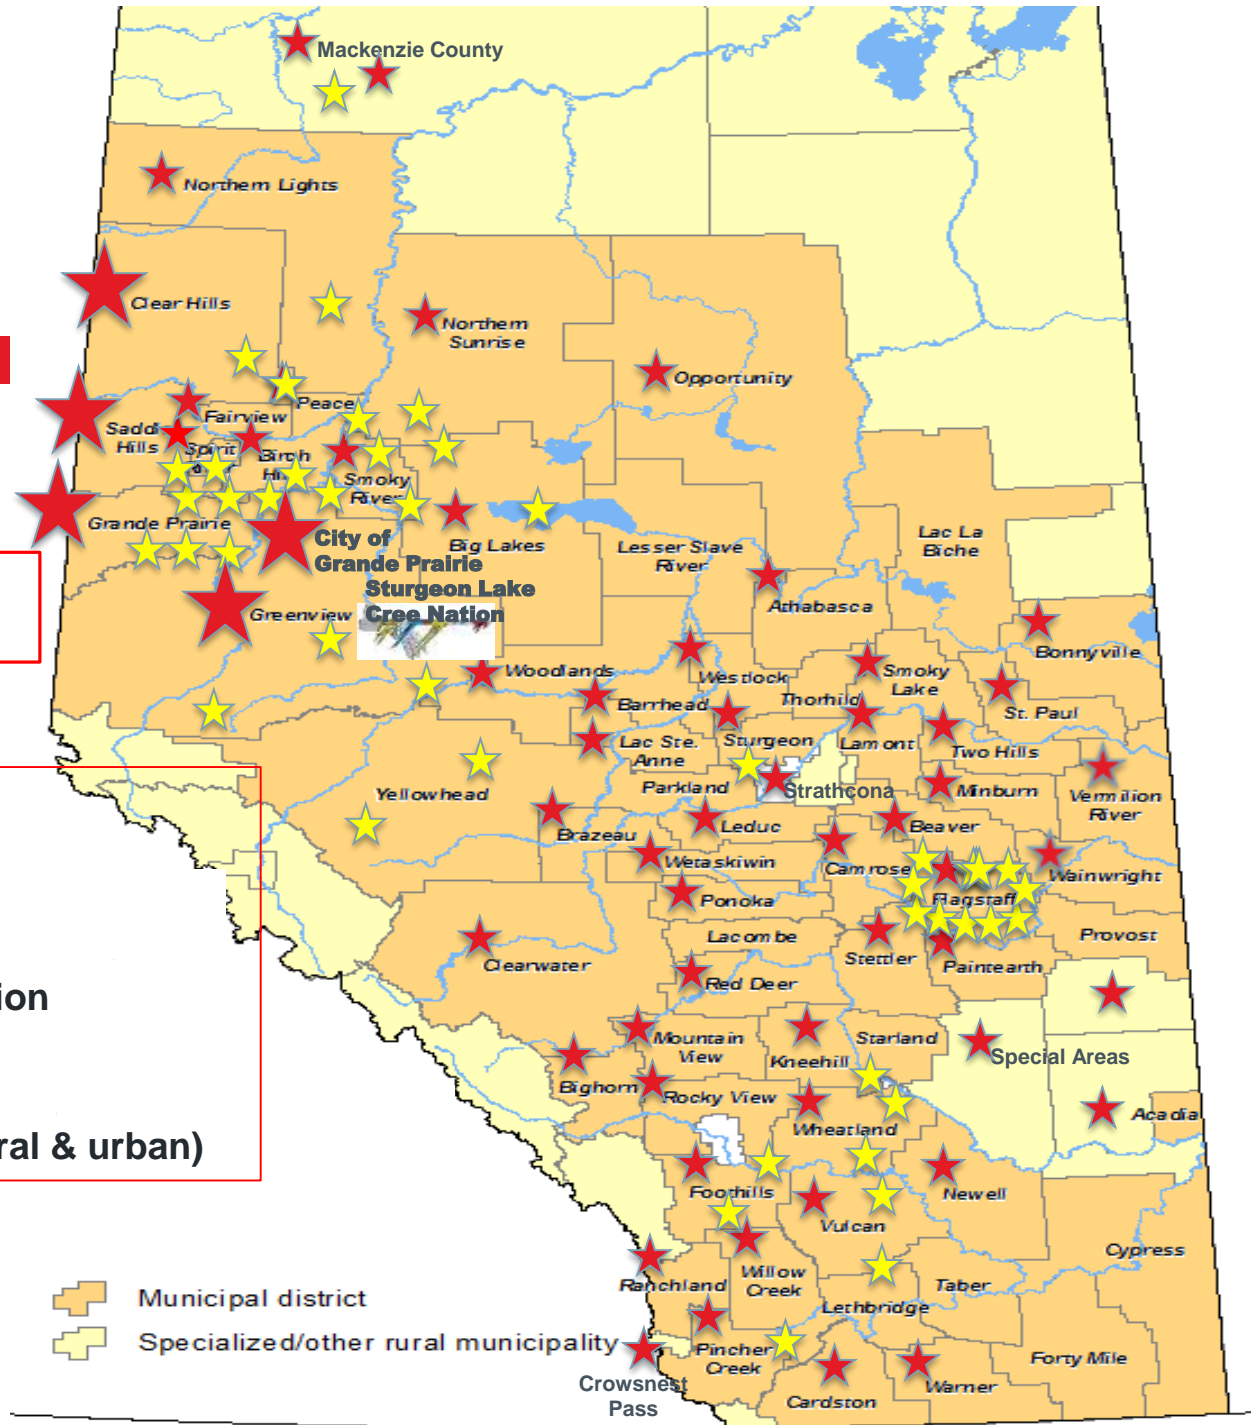 Mackenzie County
Northern Lights
Clear Hills
Northern
Sunrise
Opportunity
Peace
Fairview
Hills
Spirit
Birch
Smoky
River
Grande Prairie
City of
Grande Prairie
Sturgeon Lake
Cree Nation
Big Lakes
Lesser Slave
River
Lac La
Biche
Athabasca
Greenview
Bonnyville
Woodlands
Westlock
Smoky
Lake
Barrhead
Thorhild
St. Paul
Lac Ste.
Anne
Sturgeon
Lamont
Two Hills
Parkland
Strathcona
Minburn
Vermilion
River
Yellowhead
Brazeau
Leduc
Beaver
Wetaskiwin
Camrose
Wainwright
Ponoka
Flagstaff
Lacombe
Stettler
Provost
Clearwater
Paintearth
Red Deer
ion
Mountain
View
Kneehill
Starland
Special Areas
Bighorn
Rocky View
Wheatland
Acadia
ral & urban)
Foothills
Vulcan
Newell
Cypress
Ranchland
Willow
Creek
Taber
Lethbridge
Municipal district
Specialized/other rural municipality
Pincher
Creek
Forty Mile
Crowsnest
Pass
Cardston
Warner